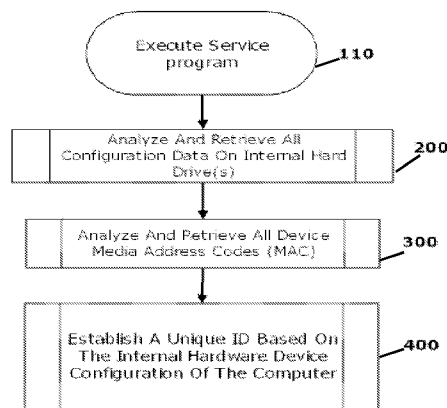 Execute Service
program
110
Analyze And Retrieve All
Configuration Data On Internal Hard
Drive(s)
200
Analyze And Retrieve All Device
Media Address Codes (MAC)
300
Establish A Unique ID Based On
The Internal Hardware Device
Configuration Of The Computer
400